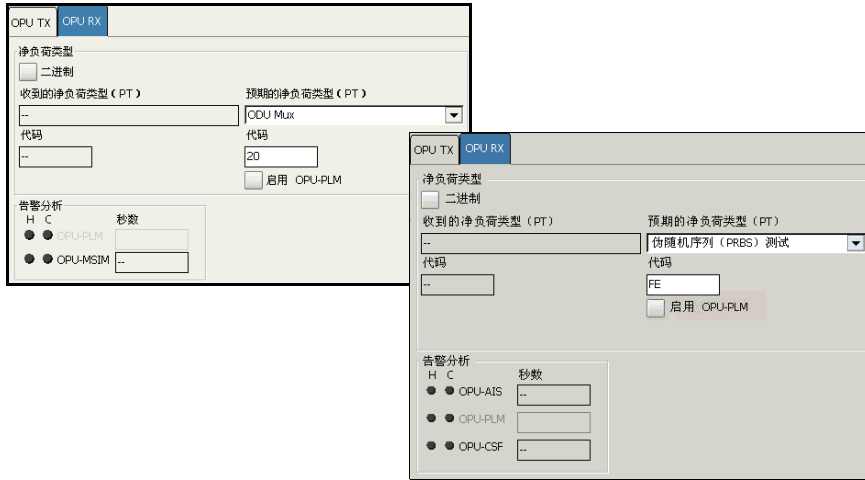 OPU TX OPU RX
净负荷类型
二进制
收到的净负荷类型（PT） 预期的净负荷类型（PT）
-- ODU Mux
代码 代码
-- 20
启用 OPU-PLM
告警分析
H C 秒数
OPU-PLM
OPU-MSIM --
OPU TX OPU RX
净负荷类型
二进制
收到的净负荷类型（PT） 预期的净负荷类型（PT）
-- 伪随机序列（PRBS）测试
代码 代码
-- FE
启用 OPU-PLM
告警分析
H C 秒数
OPU-AIS --
OPU-PLM
OPU-CSF --